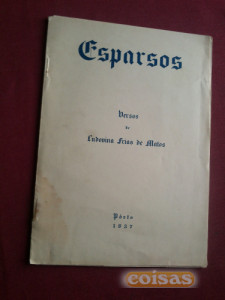 Esparsos
Versos
de
Ludovina Frias de Matos
Pôrto
1937
coisas